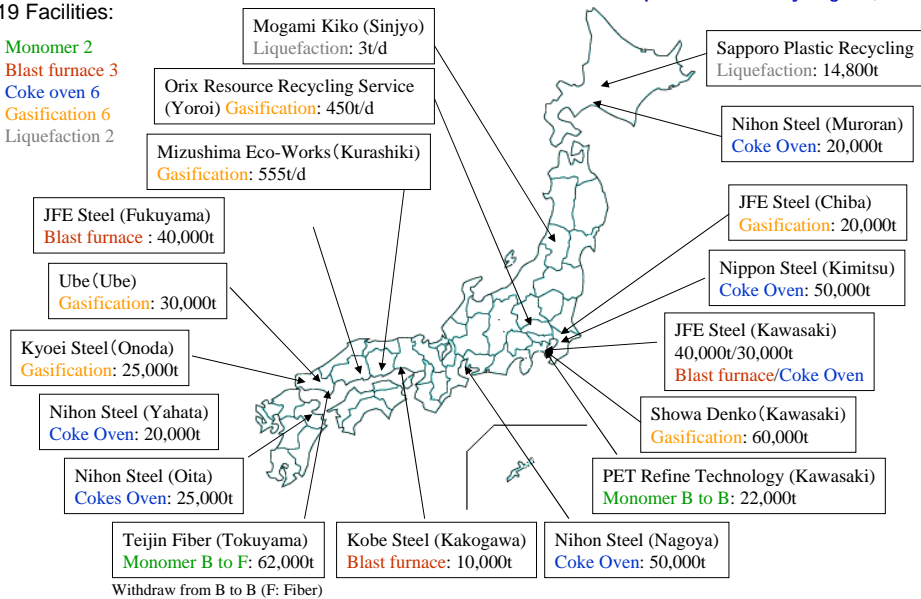 19 Facilities:
Monomer 2
Blast furnace 3
Coke oven 6
Gasification 6
Liquefaction 2
Mogami Kiko (Sinjyo)
Liquefaction: 3t/d
Orix Resource Recycling Service
(Yoroi) Gasification: 450t/d
Mizushima Eco-Works(Kurashiki)
Gasification: 555t/d
JFE Steel (Fukuyama)
Blast furnace : 40,000t
Ube(Ube)
Gasification: 30,000t
Kyoei Steel(Onoda)
Gasification: 25,000t
Nihon Steel (Yahata)
Coke Oven: 20,000t
Nihon Steel (Oita)
Cokes Oven: 25,000t
Teijin Fiber (Tokuyama)
Monomer B to F: 62,000t
Withdraw from B to B (F: Fiber)
Kobe Steel (Kakogawa)
Blast furnace: 10,000t
Nihon Steel (Nagoya)
Coke Oven: 50,000t
Sapporo Plastic Recycling
Liquefaction: 14,800t
Nihon Steel (Muroran)
Coke Oven: 20,000t
JFE Steel (Chiba)
Gasification: 20,000t
Nippon Steel (Kimitsu)
Coke Oven: 50,000t
JFE Steel (Kawasaki)
40,000t/30,000t
Blast furnace/Coke Oven
Showa Denko(Kawasaki)
Gasification: 60,000t
PET Refine Technology (Kawasaki)
Monomer B to B: 22,000t